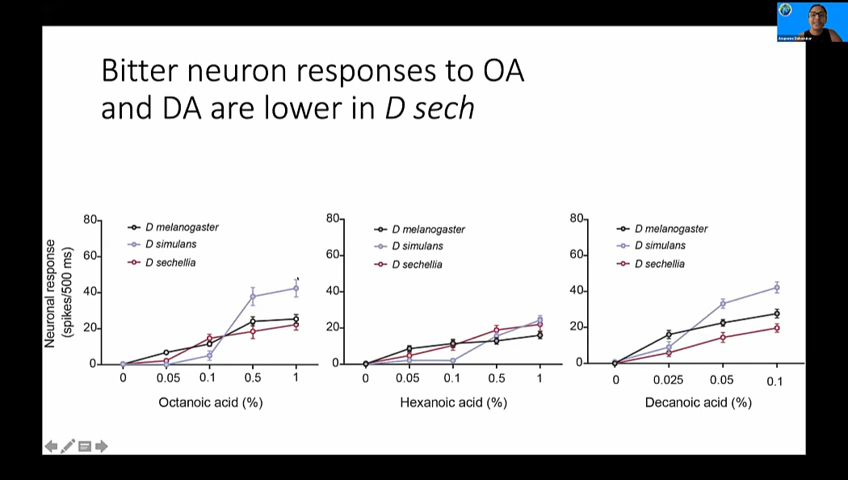 Bitter neuron responses to OA
and DA are lower in D sech
Neuronal response
(spikes/500 ms)
80
60
40
20
0
D melanogaster
D simulans
D sechellia
0 0.05 0.1 0.5 1
Octanoic acid (%)
80
60
40
20
0
D melanogaster
D simulans
D sechellia
0 0.05 0.1 0.5 1
Hexanoic acid (%)
80
60
40
20
0
D melanogaster
D simulans
D sechellia
0 0.025 0.05 0.1
Decanoic acid (%)